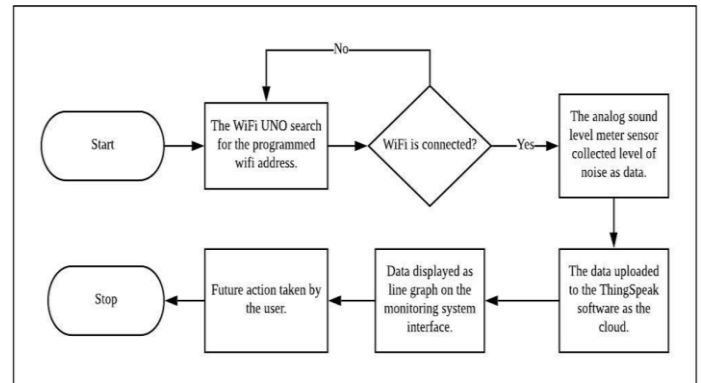 No
Start
The WiFi UNO search
for the programmed
wifi address.
WiFi is connected?
Yes
The analog sound
level meter sensor
collected level of
noise as data.
The data uploaded
to the ThingSpeak
software as the
cloud.
Data displayed as
line graph on the
monitoring system
interface.
Future action taken by
the user.
Stop